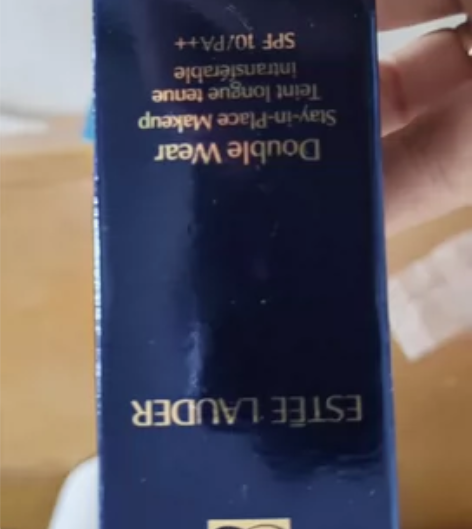 ESTĒE LAUDER
Double Wear
Stay-in-Place Makeup
Teint longue tenue
intransférable
SPF 10/PA++